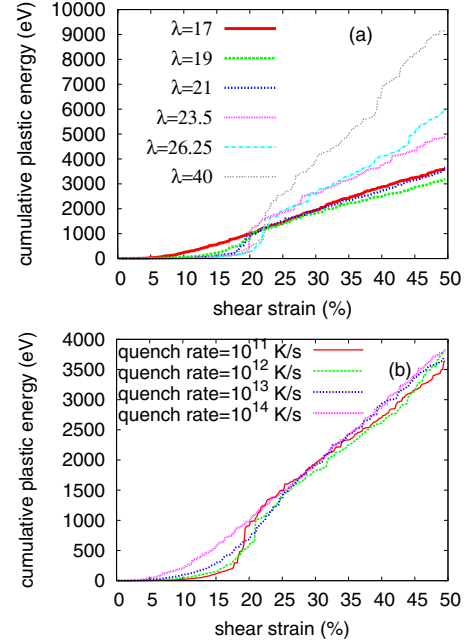 10000
9000
8000
7000
6000
5000
4000
3000
2000
1000
0
cumulative plastic energy (eV)
(a)
λ=17
λ=19
λ=21
λ=23.5
λ=26.25
λ=40
0 5 10 15 20 25 30 35 40 45 50
shear strain (%)
4000
3500
3000
2500
2000
1500
1000
500
0
cumulative plastic energy (eV)
(b)
quench rate=10¹¹ K/s
quench rate=10¹² K/s
quench rate=10¹³ K/s
quench rate=10¹⁴ K/s
0 5 10 15 20 25 30 35 40 45 50
shear strain (%)